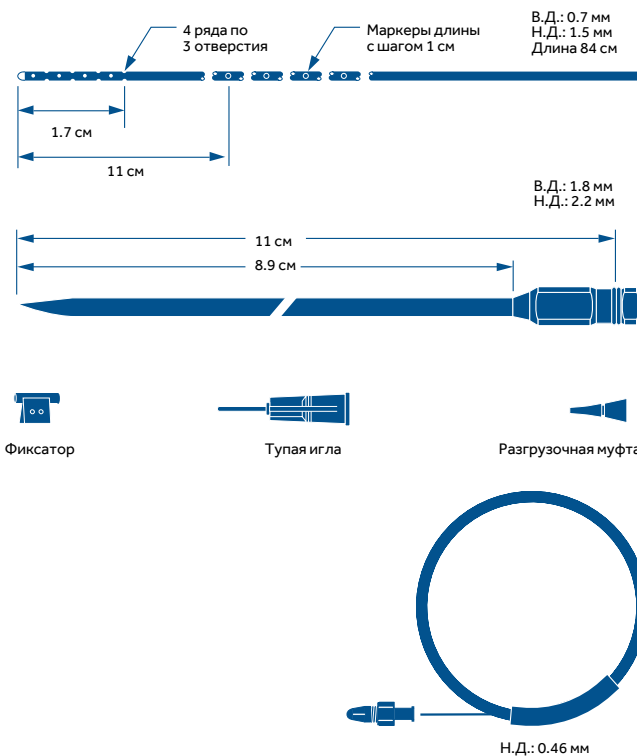 4 ряда по
3 отверстия
Маркеры длины
с шагом 1 см
В.Д.: 0.7 мм
Н.Д.: 1.5 мм
Длина 84 см
1.7 см
11 см
В.Д.: 1.8 мм
Н.Д.: 2.2 мм
11 см
8.9 см
Фиксатор
Тупая игла
Разгрузочная муфта
Н.Д.: 0.46 мм